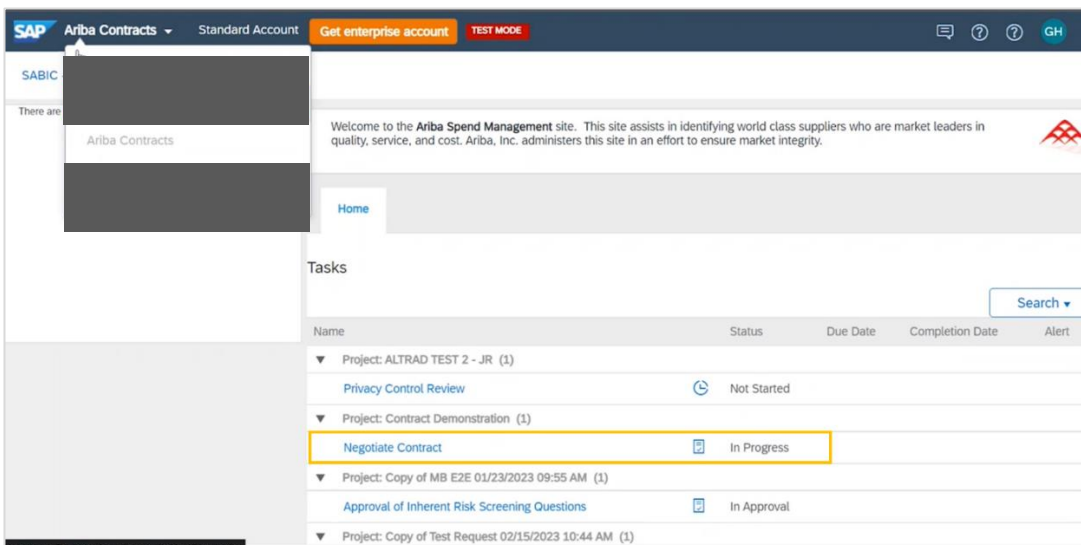 SAP Ariba Contracts Standard Account Get enterprise account TEST MODE GH
SABIC
There are
Ariba Contracts
Welcome to the Ariba Spend Management site. This site assists in identifying world class suppliers who are market leaders in
quality, service, and cost. Ariba, Inc. administers this site in an effort to ensure market integrity.
Home
Tasks
Search
Name Status Due Date Completion Date Alert
Project: ALTRAD TEST 2 - JR (1)
Privacy Control Review Not Started
Project: Contract Demonstration (1)
Negotiate Contract In Progress
Project: Copy of MB E2E 01/23/2023 09:55 AM (1)
Approval of Inherent Risk Screening Questions In Approval
Project: Copy of Test Request 02/15/2023 10:44 AM (1)